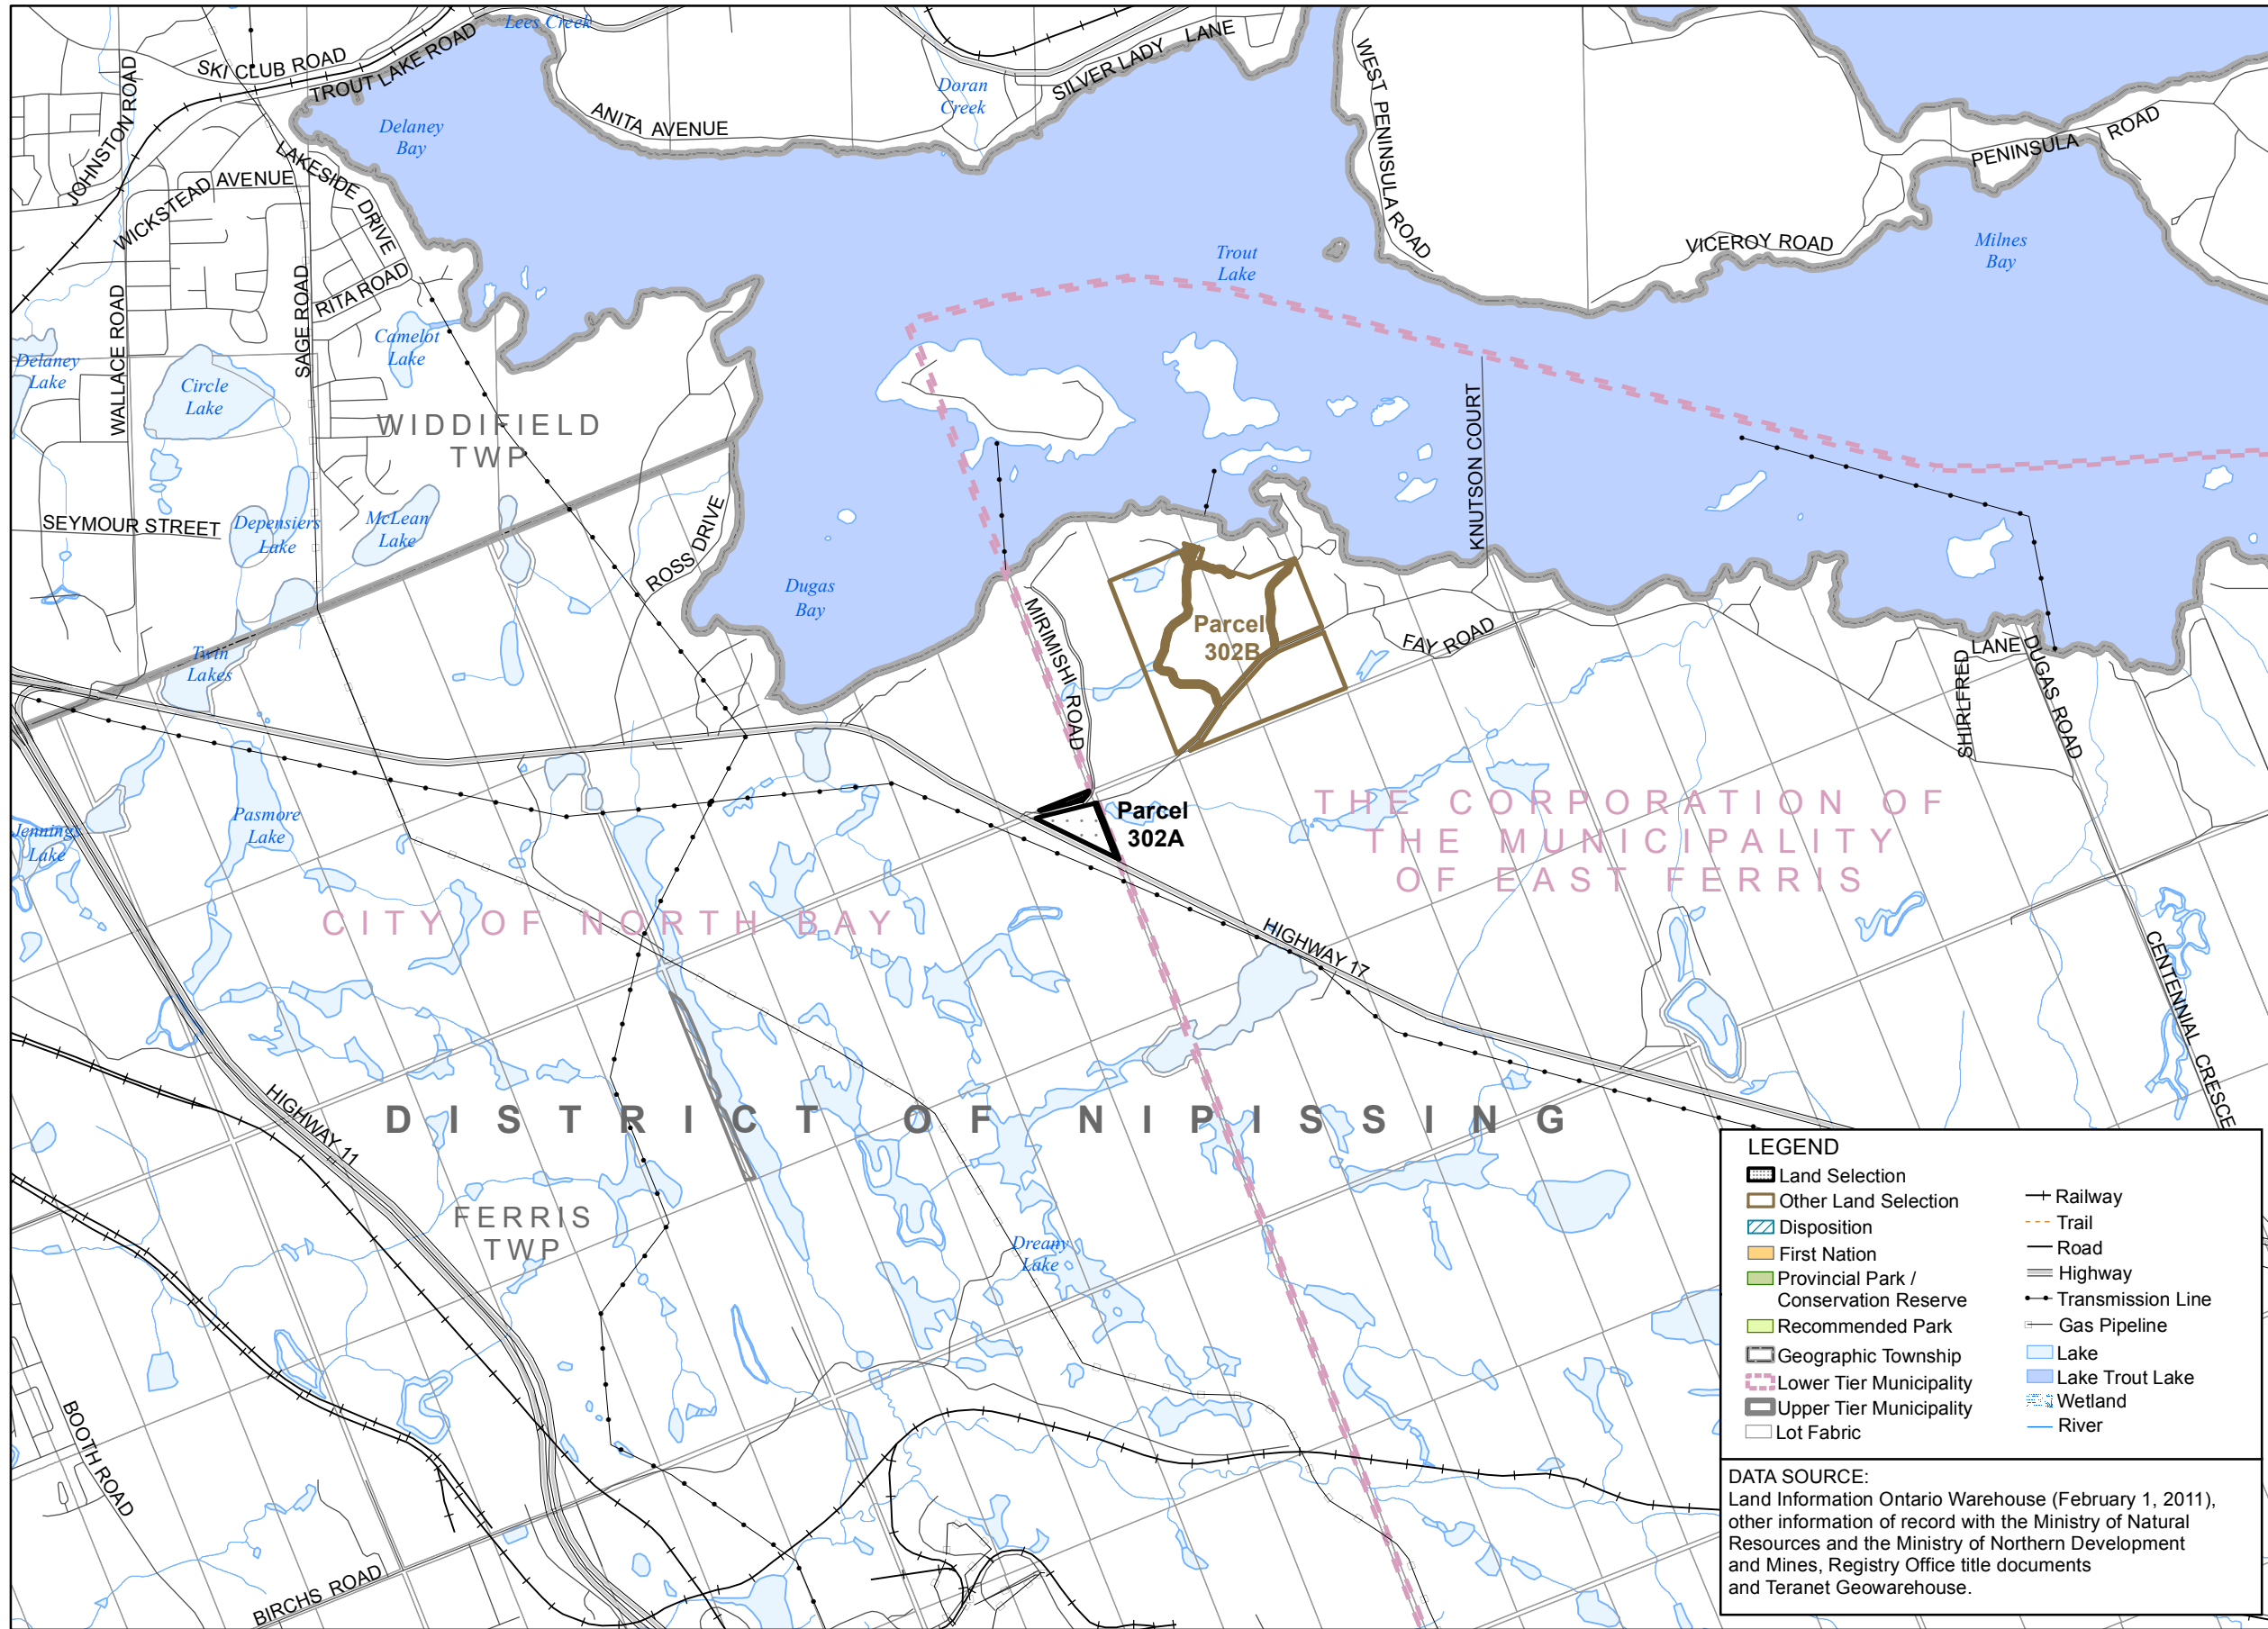 Lees Creek
SKI CLUB ROAD
TROUT LAKE ROAD
SILVER LADY LANE
JOHNSTON ROAD
Doran
Creek
ANITA AVENUE
Delaney
Bay
WEST PENINSULA ROAD
PENINSULA ROAD
LAKESIDE DRIVE
WICKSTEAD AVENUE
VICEROY ROAD
Milnes
Bay
Trout
Lake
RITA ROAD
SAGE ROAD
WALLACE ROAD
Camelot
Lake
Delaney
Lake
Circle
Lake
WIDDIFIELD
TWP
KNUTSON COURT
SEYMOUR STREET
Depensiers
Lake
McLean
Lake
ROSS DRIVE
Dugas
Bay
MIRIMISHI ROAD
Parcel
302B
FAY ROAD
Twin
Lakes
SHIRLFRED LANE
DUGAS ROAD
Pasmore
Lake
Jennings
Lake
Parcel
302A
THE CORPORATION OF
THE MUNICIPALITY
OF EAST FERRIS
CITY OF NORTH BAY
HIGHWAY 17
CENTENNIAL CRESCE
HIGHWAY 11
DISTRICT OF NIPISSING
FERRIS
TWP
Dreany
Lake
BOOTH ROAD
BIRCHS ROAD
LEGEND
Land Selection
Other Land Selection
Disposition
First Nation
Provincial Park /
Conservation Reserve
Recommended Park
Geographic Township
Lower Tier Municipality
Upper Tier Municipality
Lot Fabric
Railway
Trail
Road
Highway
Transmission Line
Gas Pipeline
Lake
Lake Trout Lake
Wetland
River
DATA SOURCE:
Land Information Ontario Warehouse (February 1, 2011),
other information of record with the Ministry of Natural
Resources and the Ministry of Northern Development
and Mines, Registry Office title documents
and Teranet Geowarehouse.